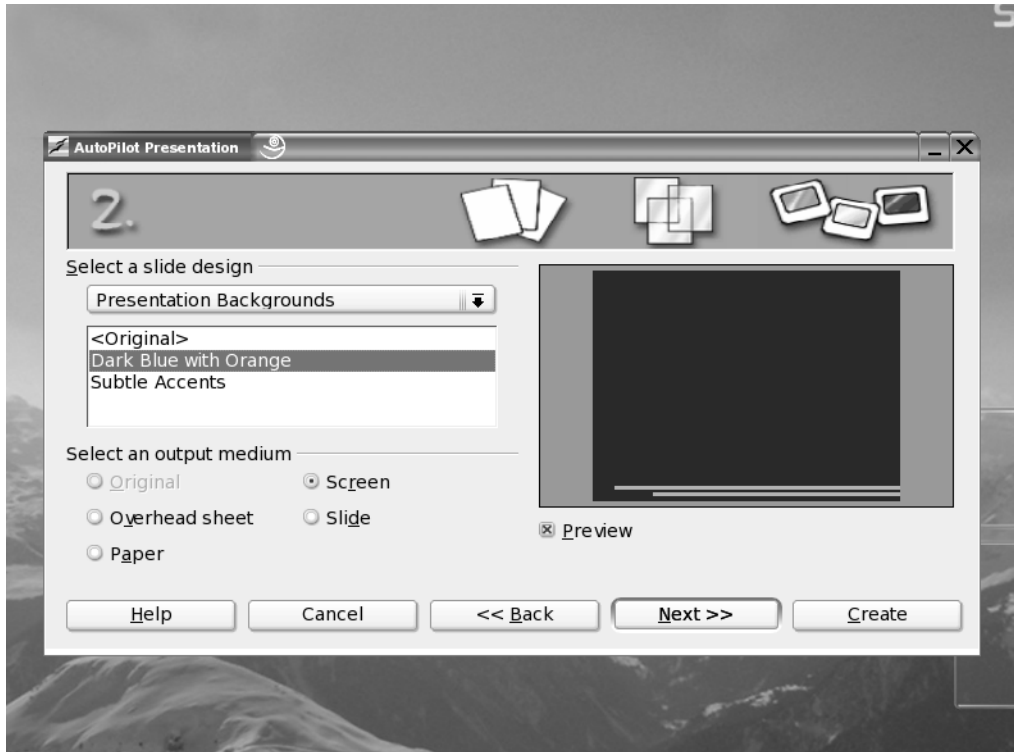 S
AutoPilot Presentation
2.
Select a slide design
Presentation Backgrounds
<Original>
Dark Blue with Orange
Subtle Accents
Select an output medium
Original
Screen
Overhead sheet
Slide
Paper
Preview
Help
Cancel
<< Back
Next >>
Create